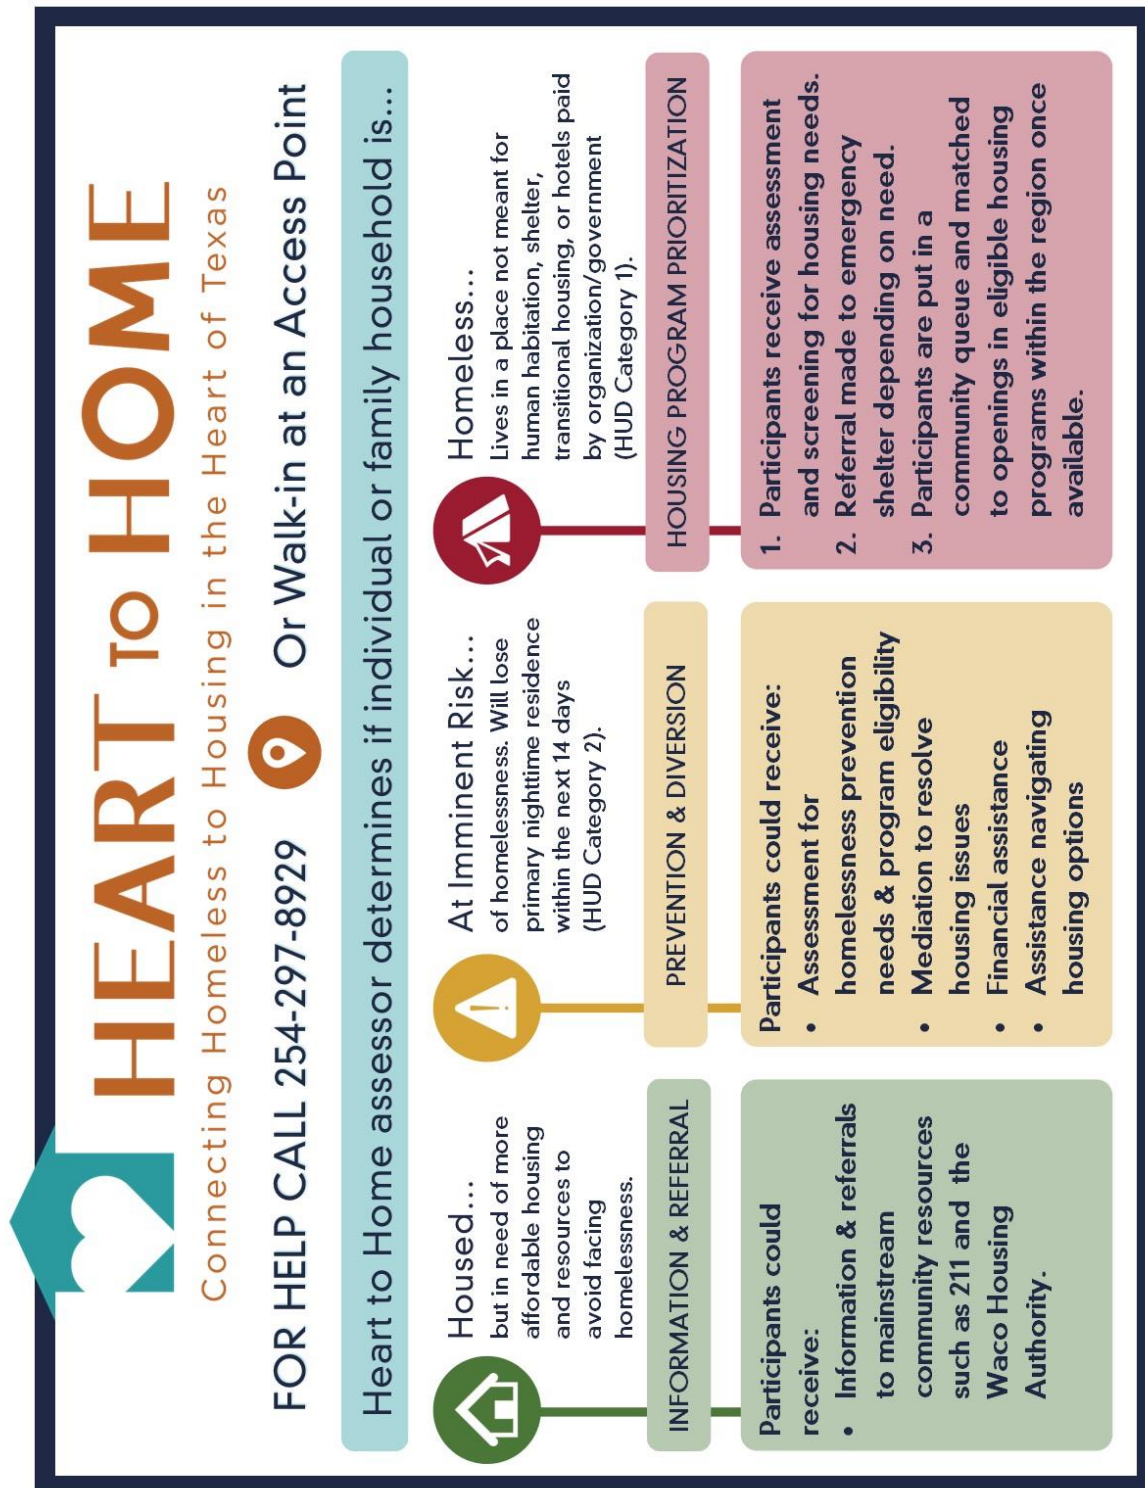 HEART TO HOME
Connecting Homeless to Housing in the Heart of Texas
FOR HELP CALL 254-297-8929 Or Walk-in at an Access Point
Heart to Home assessor determines if individual or family household is...
Housed...
but in need of more
affordable housing
and resources to
avoid facing
homelessness.
INFORMATION & REFERRAL
Participants could
receive:
• Information & referrals
to mainstream
community resources
such as 211 and the
Waco Housing
Authority.
At Imminent Risk...
of homelessness. Will lose
primary nighttime residence
within the next 14 days
(HUD Category 2).
PREVENTION & DIVERSION
Participants could receive:
• Assessment for
homelessness prevention
needs & program eligibility
• Mediation to resolve
housing issues
• Financial assistance
• Assistance navigating
housing options
Homeless...
Lives in a place not meant for
human habitation, shelter,
transitional housing, or hotels paid
by organization/government
(HUD Category 1).
HOUSING PROGRAM PRIORITIZATION
1. Participants receive assessment
and screening for housing needs.
2. Referral made to emergency
shelter depending on need.
3. Participants are put in a
community queue and matched
to openings in eligible housing
programs within the region once
available.